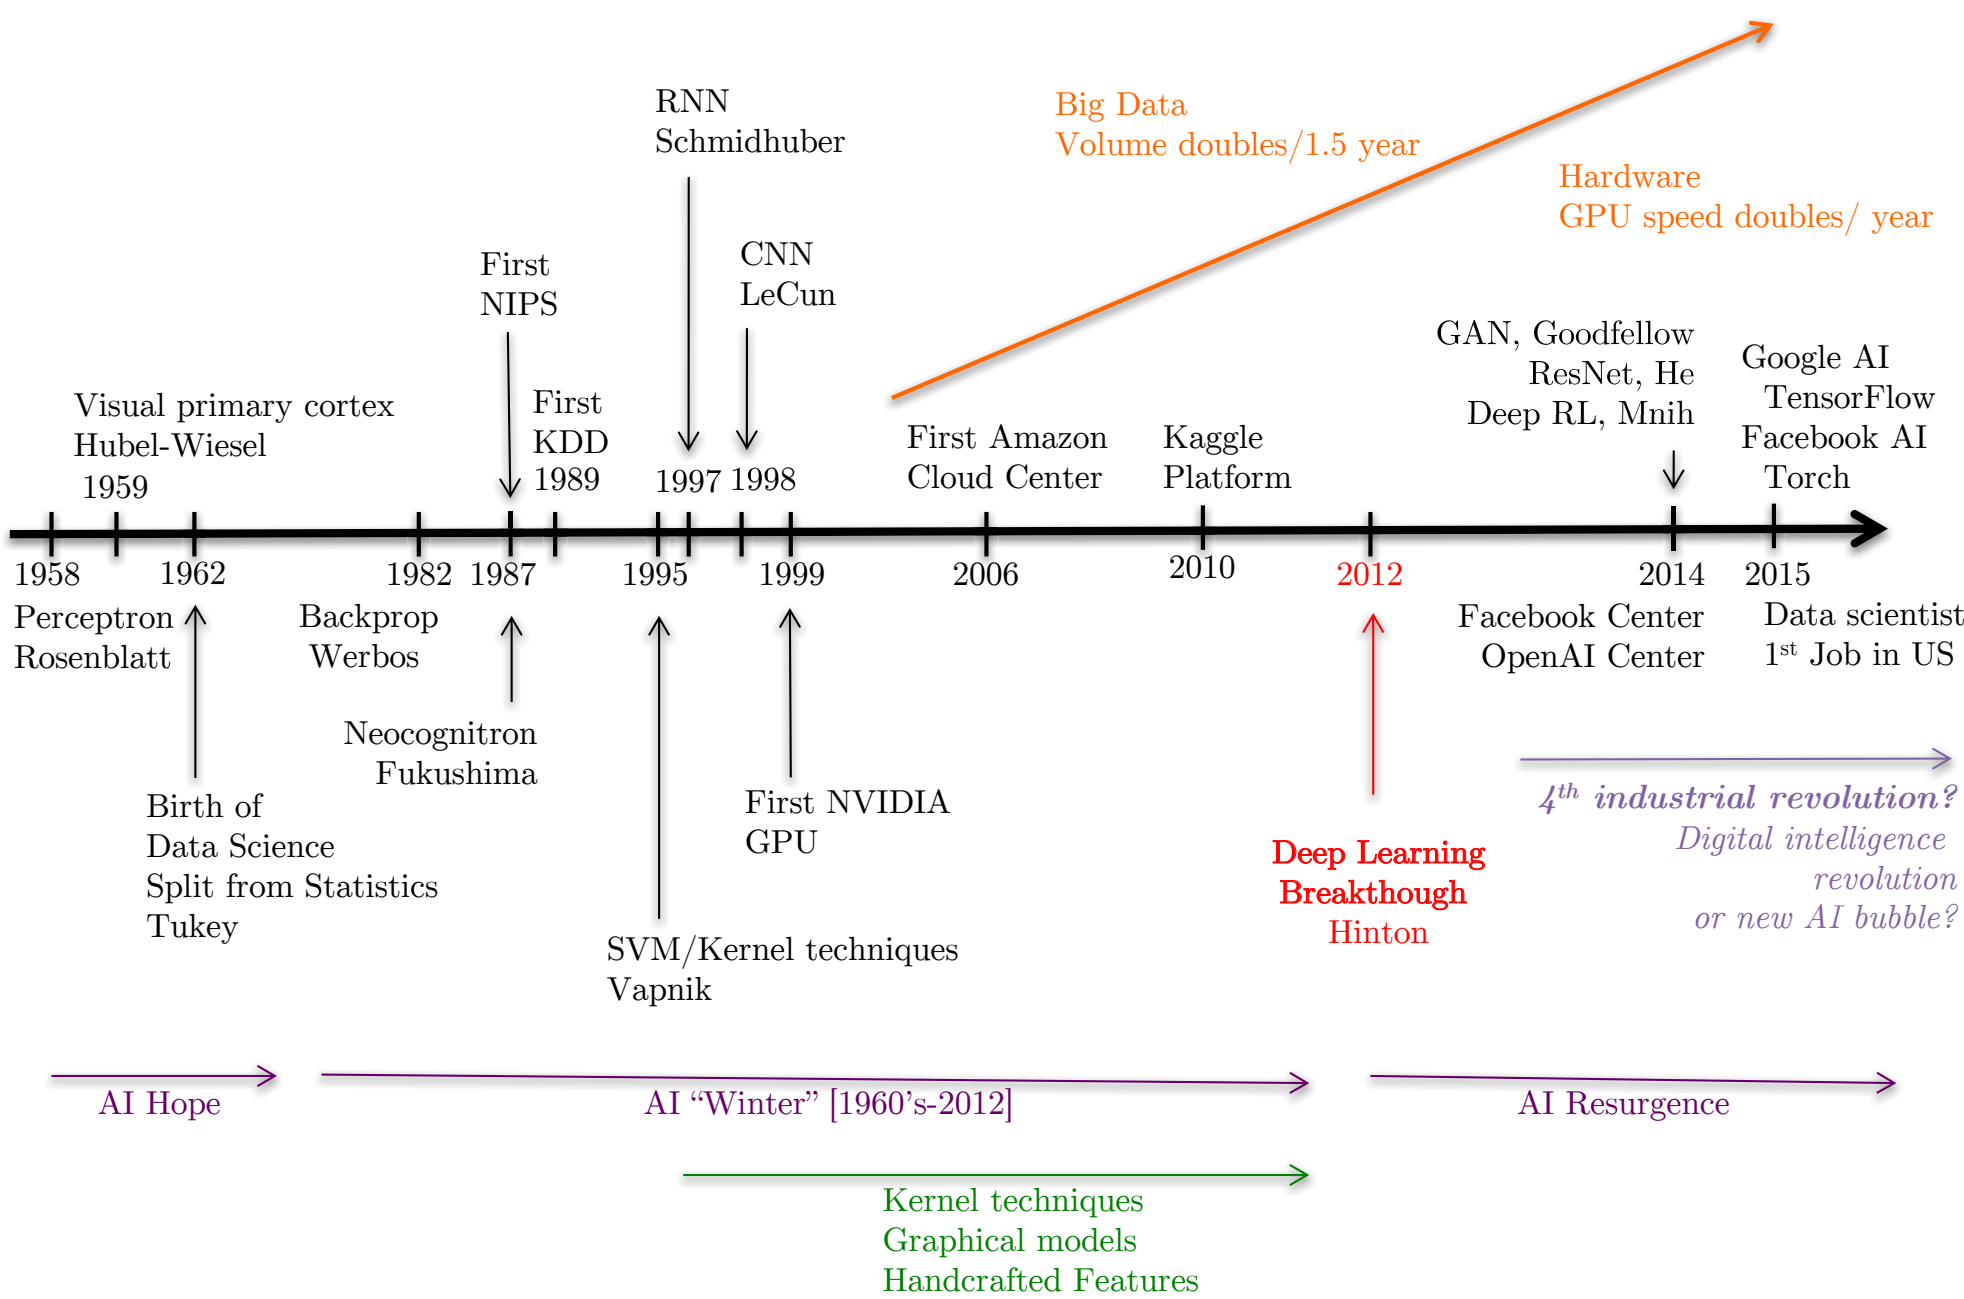 RNN
Schmidhuber
Big Data
Volume doubles/1.5 year
Hardware
GPU speed doubles/ year
First
NIPS
CNN
LeCun
GAN, Goodfellow
ResNet, He
Deep RL, Mnih
Google AI
TensorFlow
Facebook AI
Torch
Visual primary cortex
Hubel-Wiesel
1959
First
KDD
1989
1997
1998
First Amazon
Cloud Center
Kaggle
Platform
1958
Perceptron
Rosenblatt
1962
1982
Backprop
Werbos
1987
1995
1999
2006
2010
2012
2014
Facebook Center
OpenAI Center
2015
Data scientist
1st Job in US
Neocognitron
Fukushima
Birth of
Data Science
Split from Statistics
Tukey
First NVIDIA
GPU
SVM/Kernel techniques
Vapnik
Deep Learning
Breakthough
Hinton
4th industrial revolution?
Digital intelligence
revolution
or new AI bubble?
AI Hope
AI “Winter” [1960’s-2012]
AI Resurgence
Kernel techniques
Graphical models
Handcrafted Features